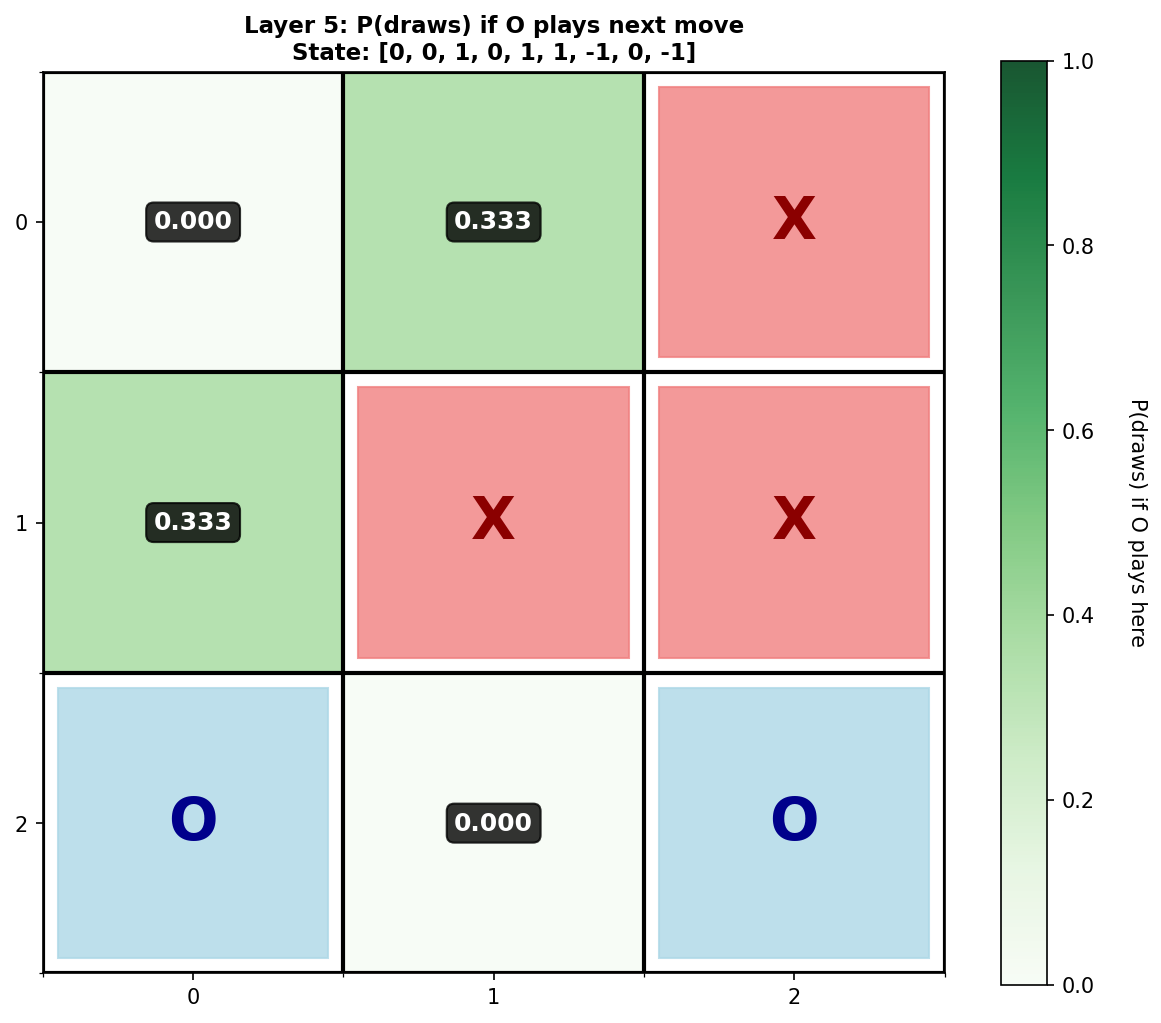 Layer 5: P(draws) if O plays next move
State: [0, 0, 1, 0, 1, 1, -1, 0, -1]
0.000
0.333
X
0.333
X
X
O
0.000
O
0
1
2
0
1
2
1.0
0.8
0.6
0.4
0.2
0.0
P(draws) if O plays here